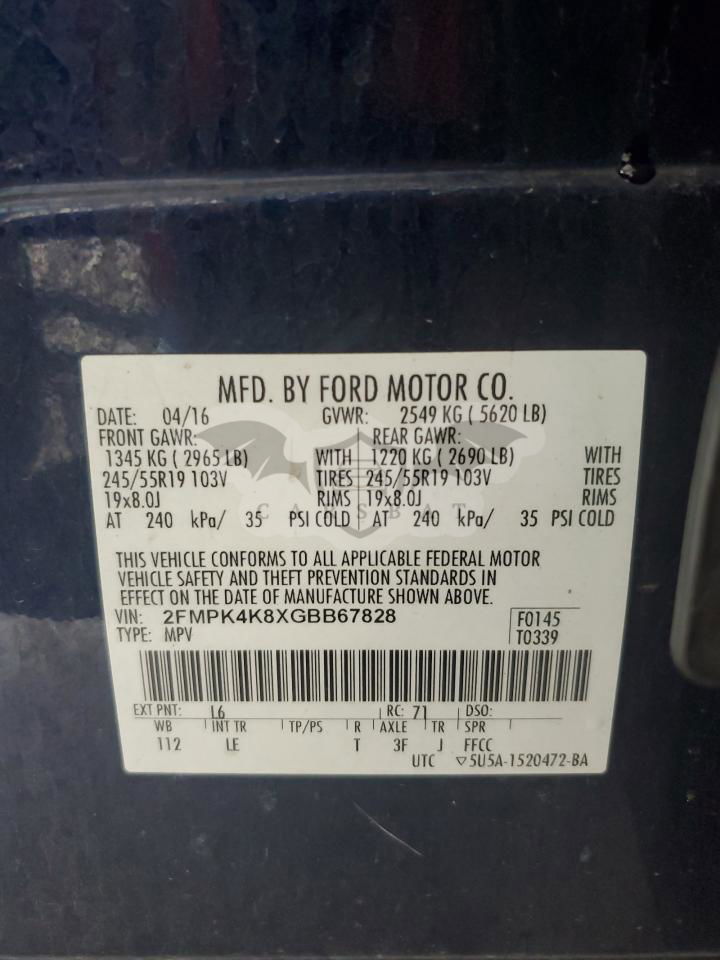 MFD. BY FORD MOTOR CO.
DATE: 04/16 GVWR: 2549 KG ( 5620 LB)
FRONT GAWR: REAR GAWR:
1345 KG ( 2965 LB) WITH 1220 KG ( 2690 LB) WITH
245/55R19 103V TIRES 245/55R19 103V TIRES
19x8.0J RIMS 19x8.0J RIMS
AT 240 kPa/ 35 PSI COLD AT 240 kPa/ 35 PSI COLD
CARSBAT
THIS VEHICLE CONFORMS TO ALL APPLICABLE FEDERAL MOTOR
VEHICLE SAFETY AND THEFT PREVENTION STANDARDS IN
EFFECT ON THE DATE OF MANUFACTURE SHOWN ABOVE.
VIN: 2FMPK4K8XGBB67828 F0145
TYPE: MPV T0339
EXT PNT: L6 RC: 71 DSO:
WB INT TR TP/PS R AXLE TR SPR
112 LE T 3F J FFCC
UTC ▽5U5A-1520472-BA